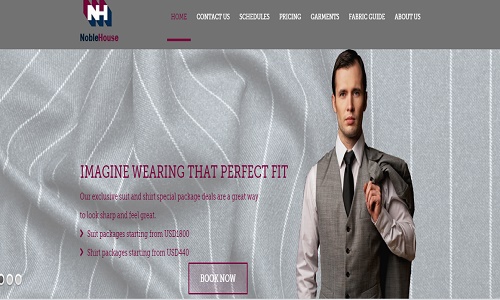 NH
NobleHouse
HOME CONTACT US SCHEDULES PRICING GARMENTS FABRIC GUIDE ABOUT US
IMAGINE WEARING THAT PERFECT FIT
Our exclusive suit and shirt special package deals are a great way
to look sharp and feel great.
Suit packages starting from USD1800
Shirt packages starting from USD440
BOOK NOW